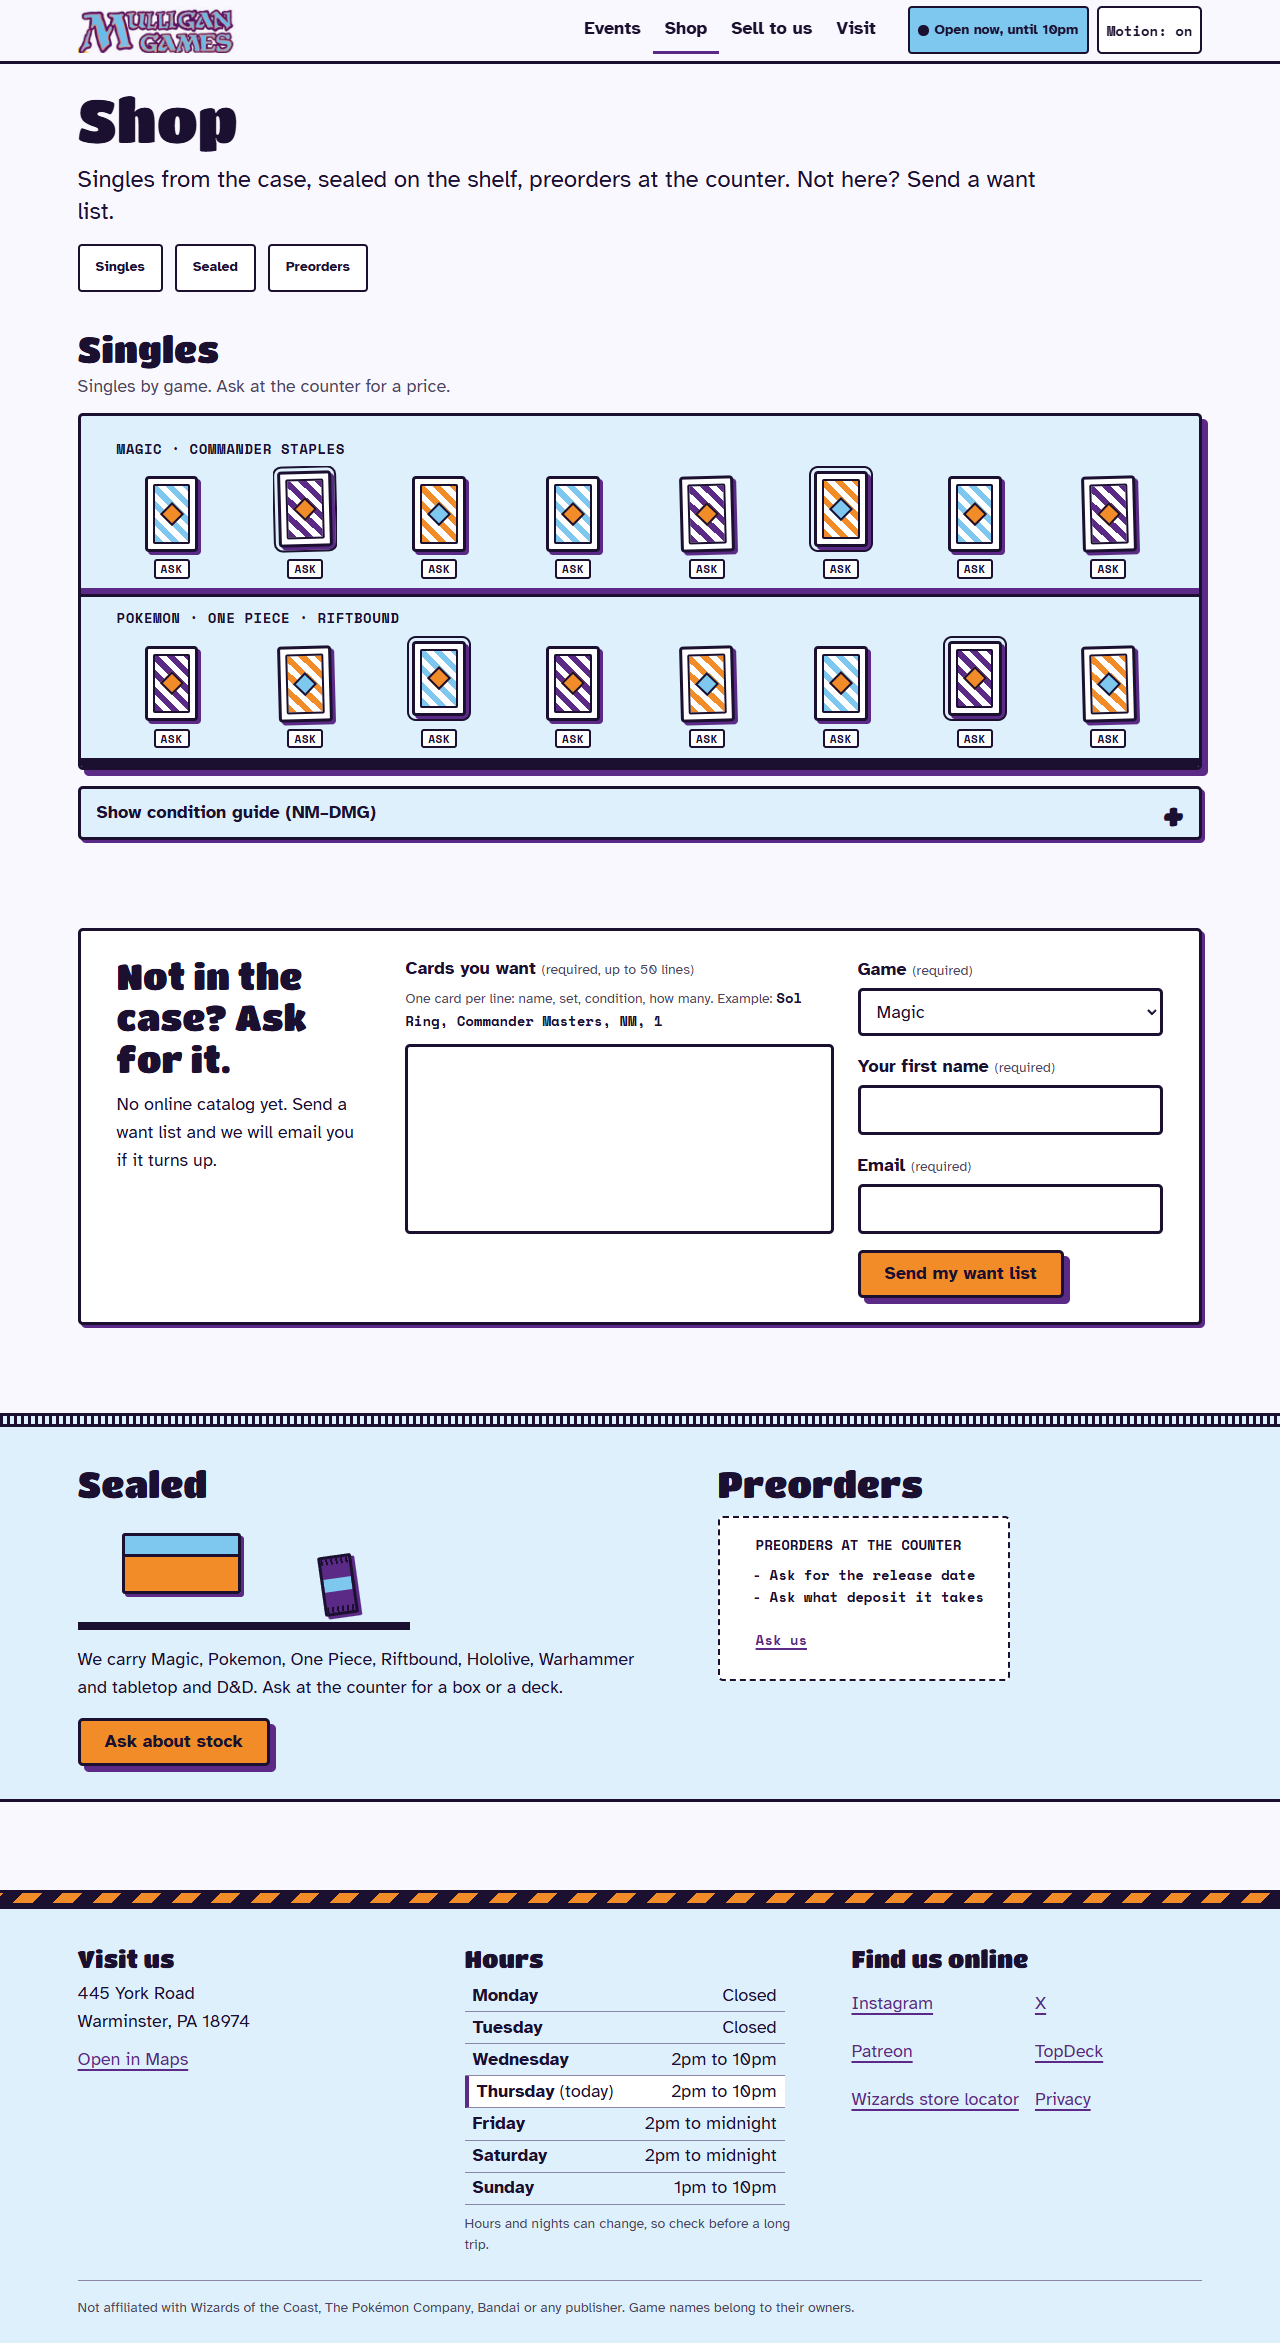 MULLIGAN GAMES
Events Shop Sell to us Visit
Open now, until 10pm
Motion: on
Shop
Singles from the case, sealed on the shelf, preorders at the counter. Not here? Send a want
list.
Singles Sealed Preorders
Singles
Singles by game. Ask at the counter for a price.
MAGIC · COMMANDER STAPLES
ASK ASK ASK ASK ASK ASK ASK ASK
POKEMON · ONE PIECE · RIFTBOUND
ASK ASK ASK ASK ASK ASK ASK ASK
Show condition guide (NM–DMG)
Not in the
case? Ask
for it.
No online catalog yet. Send a
want list and we will email you
if it turns up.
Cards you want (required, up to 50 lines)
One card per line: name, set, condition, how many. Example: Sol
Ring, Commander Masters, NM, 1
Game (required)
Magic
Your first name (required)
Email (required)
Send my want list
Sealed
We carry Magic, Pokemon, One Piece, Riftbound, Hololive, Warhammer
and tabletop and D&D. Ask at the counter for a box or a deck.
Ask about stock
Preorders
PREORDERS AT THE COUNTER
- Ask for the release date
- Ask what deposit it takes
Ask us
Visit us
445 York Road
Warminster, PA 18974
Open in Maps
Hours
Monday Closed
Tuesday Closed
Wednesday 2pm to 10pm
Thursday (today) 2pm to 10pm
Friday 2pm to midnight
Saturday 2pm to midnight
Sunday 1pm to 10pm
Hours and nights can change, so check before a long
trip.
Find us online
Instagram X
Patreon TopDeck
Wizards store locator Privacy
Not affiliated with Wizards of the Coast, The Pokémon Company, Bandai or any publisher. Game names belong to their owners.